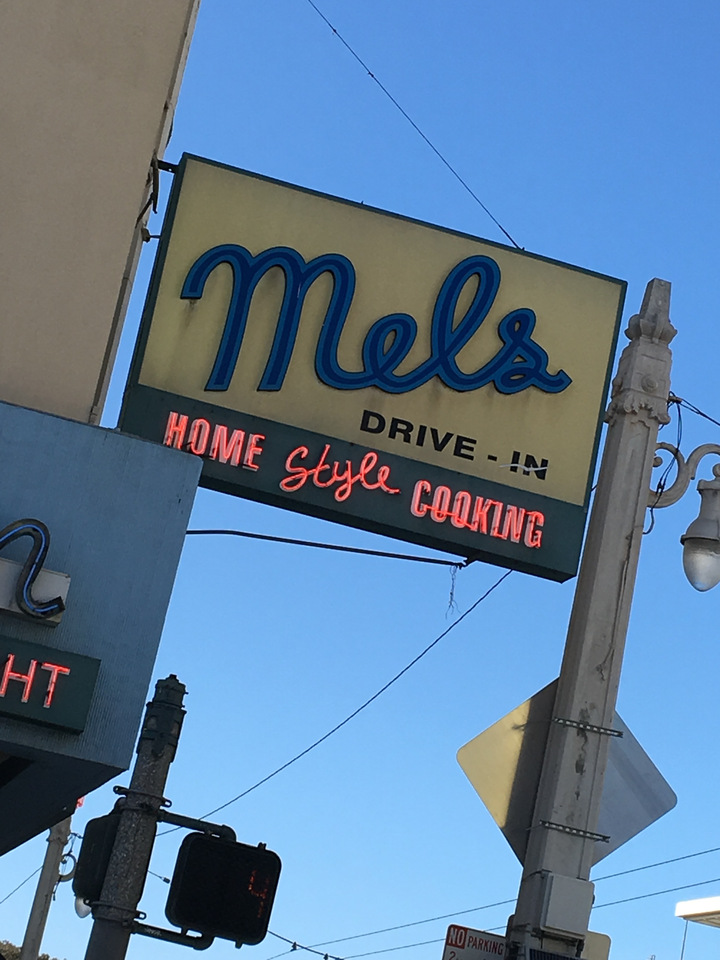 Mels
DRIVE - IN
HOME Style COOKING
HT
NO PARKING